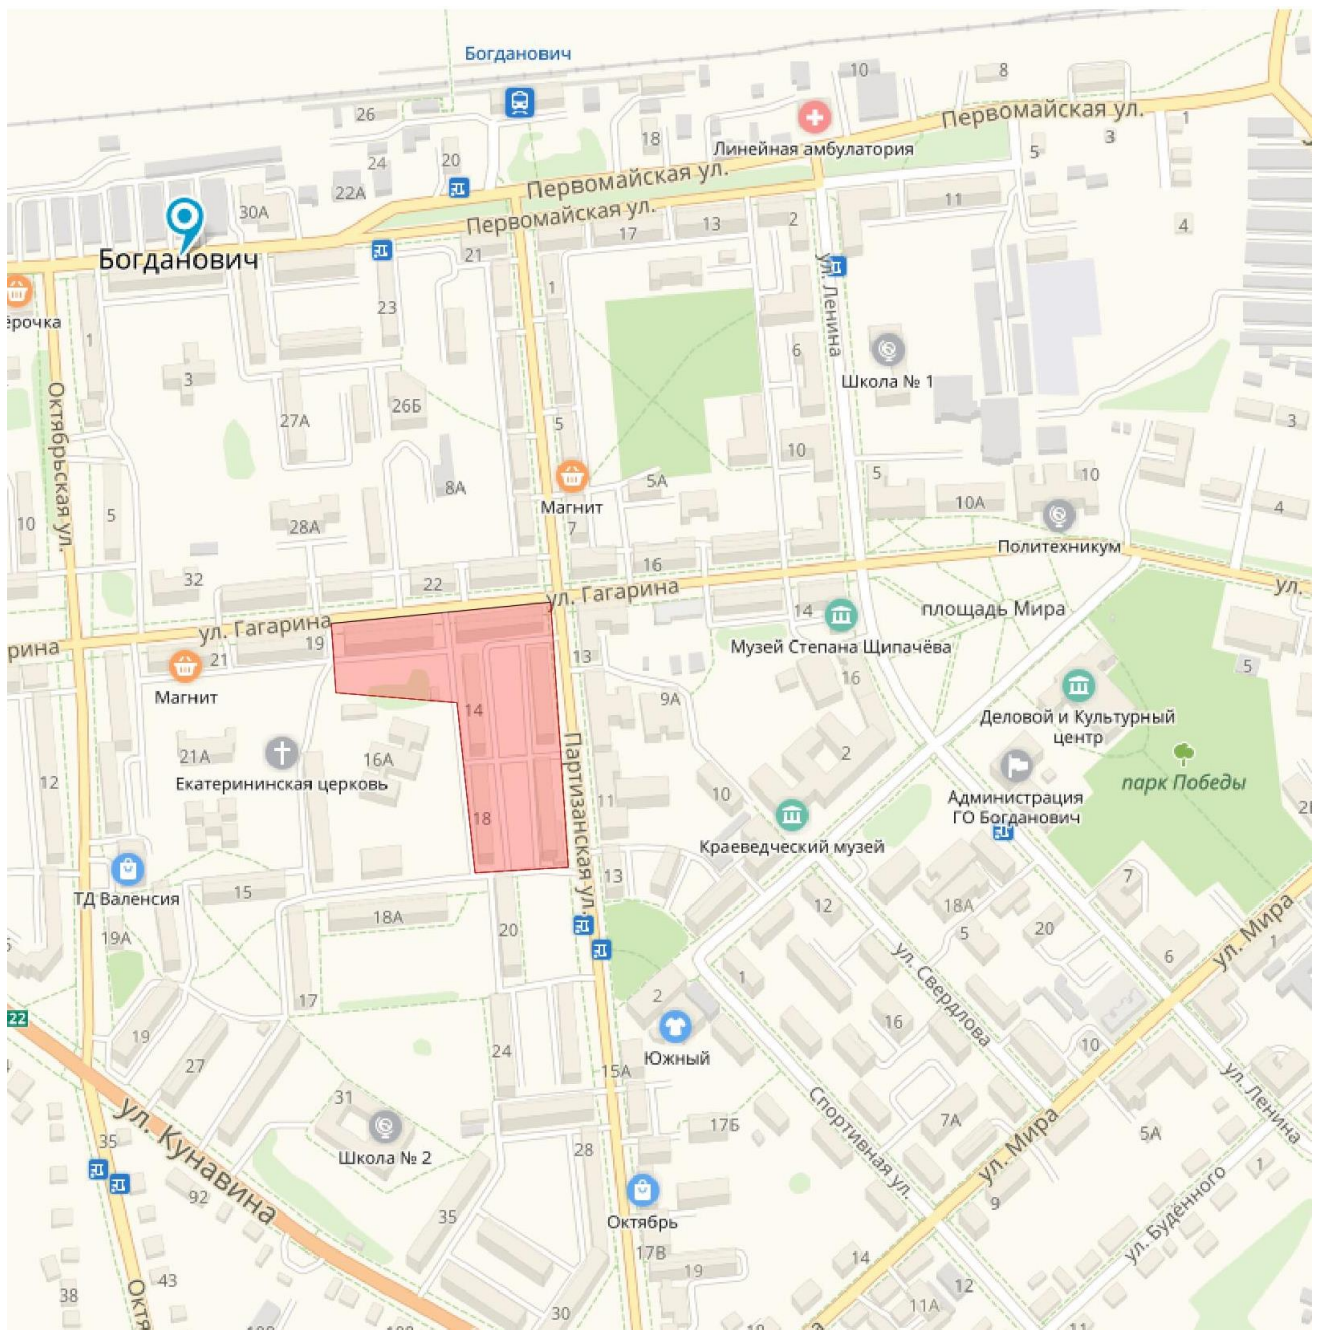 Богданович
26
10
8
18
Первомайская ул.
1
3
Линейная амбулатория
5
24
20
22А
Первомайская ул.
30А
Первомайская ул.
11
13
2
17
4
21
Богданович
ул. Ленина
1
23
ёрочка
1
6
3
Школа № 1
Октябрьская ул.
26Б
27А
5
3
10
5
10
5А
8А
10А
Магнит
4
10
5
28А
7
Политехникум
16
32
22
ул. Гагарина
ул.
площадь Мира
14
ул. Гагарина
рина
19
Музей Степана Щипачёва
21
13
5
16
Магнит
9А
14
Деловой и Культурный
центр
Партизанская ул.
21А
16А
2
Екатерининская церковь
12
парк Победы
10
Администрация
ГО Богданович
11
18
Краеведческий музей
13
7
ТД Валенсия
15
18А
12
18А
ул. Мира
19А
20
5
20
1
6
ул. Свердлова
1
17
2
22
16
19
24
Южный
10
27
15А
ул. Ленина
31
Спортивная ул.
ул. Кунавина
17Б
7А
ул. Мира
5А
35
Школа № 2
28
1
92
9
ул. Будённого
35
Октябрь
17В
14
43
19
12
38
Октя
11А
30